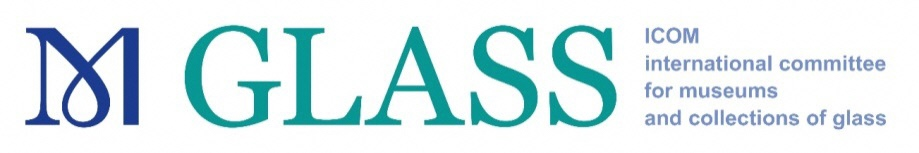 M GLASS
ICOM
international committee
for museums
and collections of glass